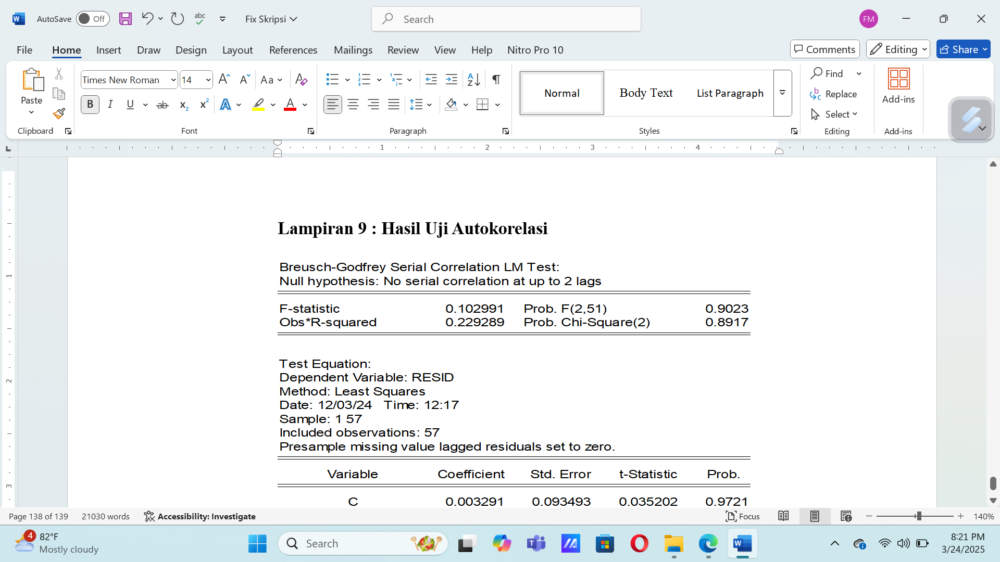 AutoSave Off abc Fix Skripsi Search FM
File Home Insert Draw Design Layout References Mailings Review View Help Nitro Pro 10 Comments Editing Share
Paste
Clipboard
Times New Roman 14 Aa
B I U ab x₂ x² A A
Font
Paragraph
Normal Body Text List Paragraph
Styles
Find
Replace
Select
Editing
Add-ins
Add-ins
1 2 3 4
Lampiran 9 : Hasil Uji Autokorelasi
Breusch-Godfrey Serial Correlation LM Test:
Null hypothesis: No serial correlation at up to 2 lags
F-statistic 0.102991 Prob. F(2,51) 0.9023
Obs*R-squared 0.229289 Prob. Chi-Square(2) 0.8917
Test Equation:
Dependent Variable: RESID
Method: Least Squares
Date: 12/03/24 Time: 12:17
Sample: 1 57
Included observations: 57
Presample missing value lagged residuals set to zero.
Variable Coefficient Std. Error t-Statistic Prob.
C 0.003291 0.093493 0.035202 0.9721
1
2
3
Page 138 of 139 21030 words Accessibility: Investigate Focus 140%
4 82°F
Mostly cloudy
Search
8:21 PM
3/24/2025